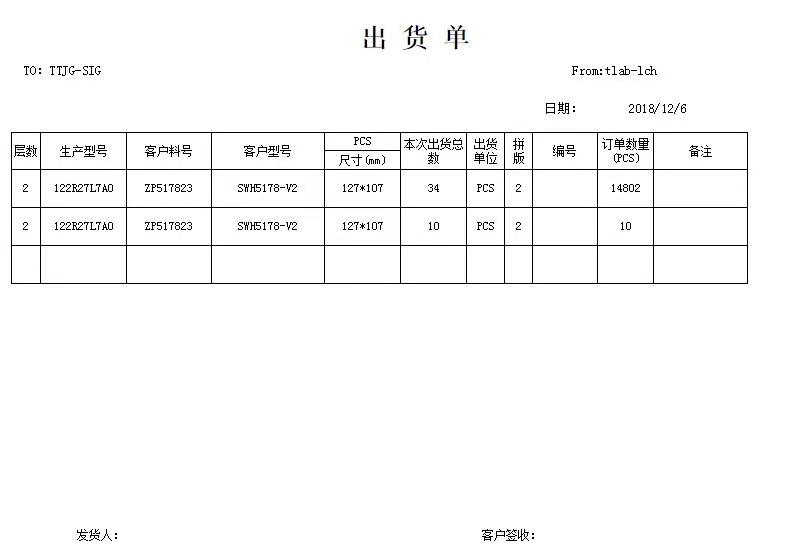 出货单
TO: TTJG-SIG From:tlab-lch
日期: 2018/12/6
层数 生产型号 客户料号 客户型号 PCS 尺寸(mm) 本次出货总数 出货单位 拼版 编号 订单数量(PCS) 备注
2 122R27L7A0 ZP517823 SWH5178-V2 127*107 34 PCS 2 14802
2 122R27L7A0 ZP517823 SWH5178-V2 127*107 10 PCS 2 10
发货人: 客户签收: